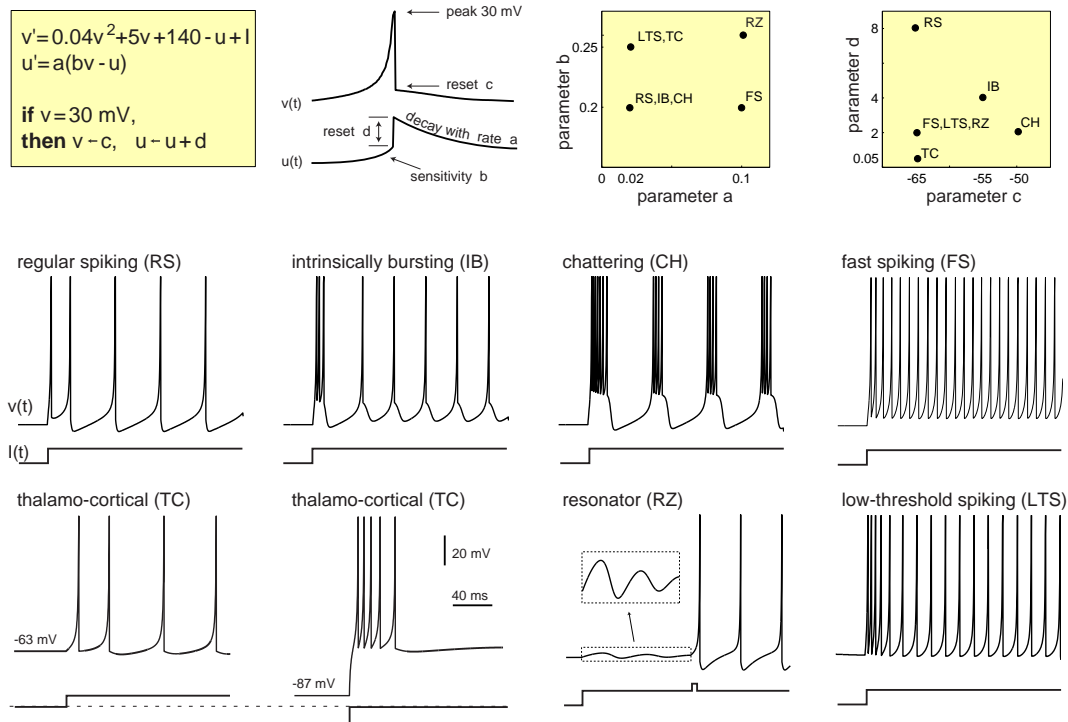 v'= 0.04v²+5v+140 - u+I
u'= a(bv - u)
if v = 30 mV,
then v ← c, u ← u + d
peak 30 mV
reset c
v(t)
reset d
decay with rate a
u(t)
sensitivity b
parameter b
0.25
0.2
LTS,TC
RZ
RS,IB,CH
FS
0
0.02
0.1
parameter a
parameter d
8
4
2
0.05
RS
IB
FS,LTS,RZ
CH
TC
-65
-55
-50
parameter c
regular spiking (RS)
intrinsically bursting (IB)
chattering (CH)
fast spiking (FS)
v(t)
I(t)
thalamo-cortical (TC)
thalamo-cortical (TC)
resonator (RZ)
low-threshold spiking (LTS)
20 mV
40 ms
-63 mV
-87 mV